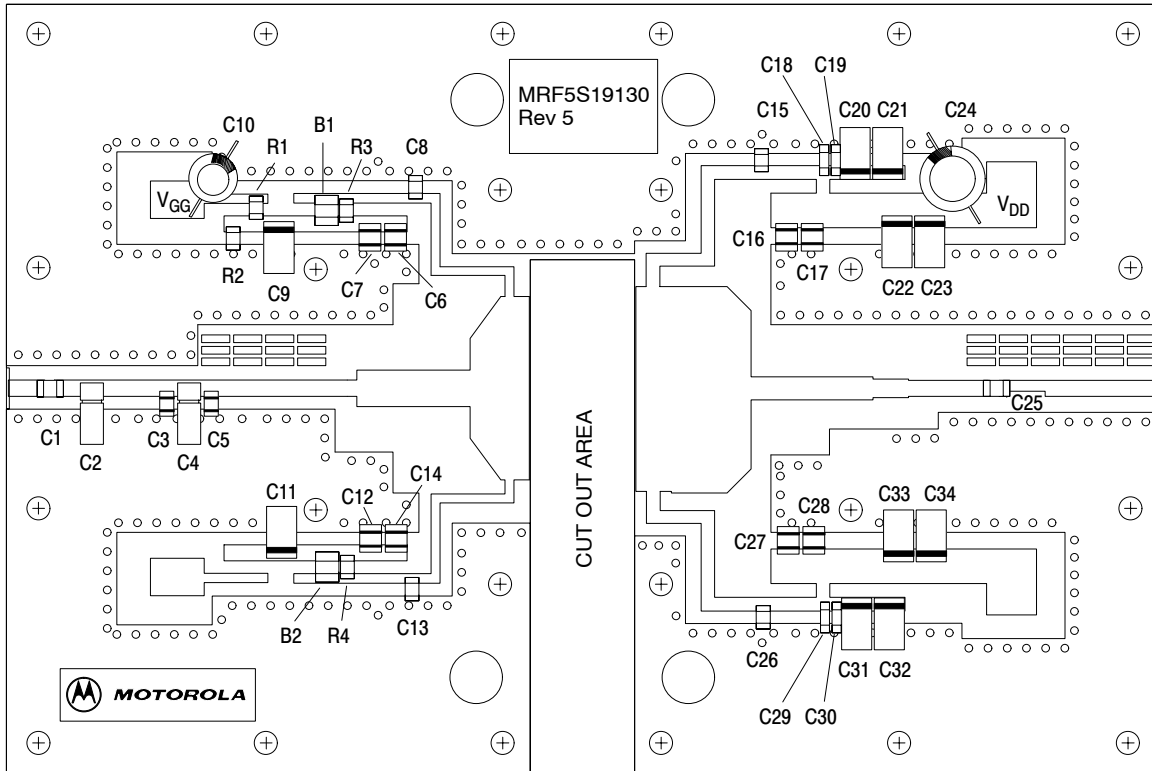 MRF5S19130
Rev 5
C18 C19
C15 C20 C21 C24
C10 R1 B1 R3 C8
VGG
VDD
C16 C17
R2 C9 C7 C6
C22 C23
C1 C2 C3 C4 C5
C25
CUT OUT AREA
C11 C12 C14
C28 C33 C34
C27
B2 R4 C13
C26 C31 C32
C29 C30
MOTOROLA